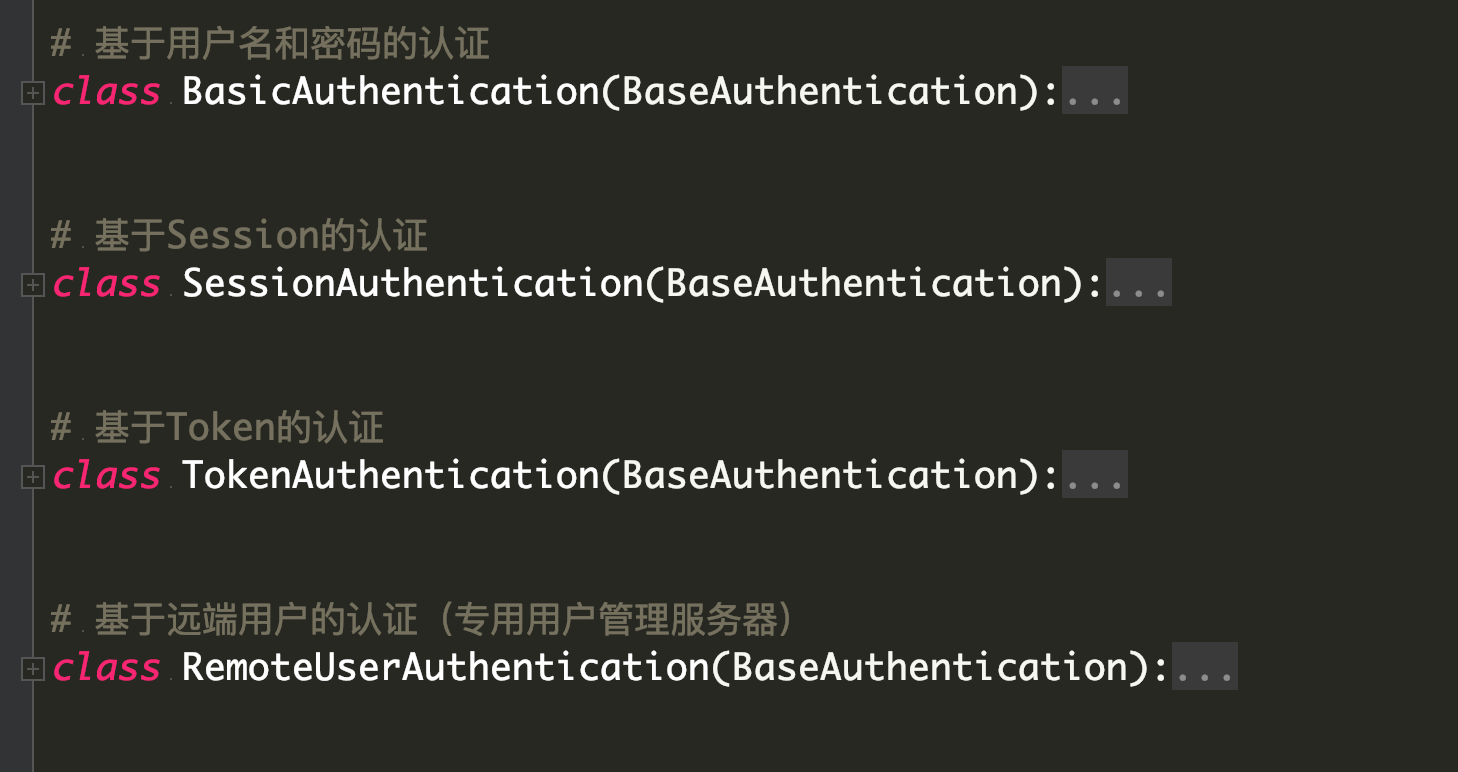 # 基于用户名和密码的认证
class BasicAuthentication(BaseAuthentication):...
# 基于Session的认证
class SessionAuthentication(BaseAuthentication):...
# 基于Token的认证
class TokenAuthentication(BaseAuthentication):...
# 基于远端用户的认证（专用用户管理服务器）
class RemoteUserAuthentication(BaseAuthentication):...